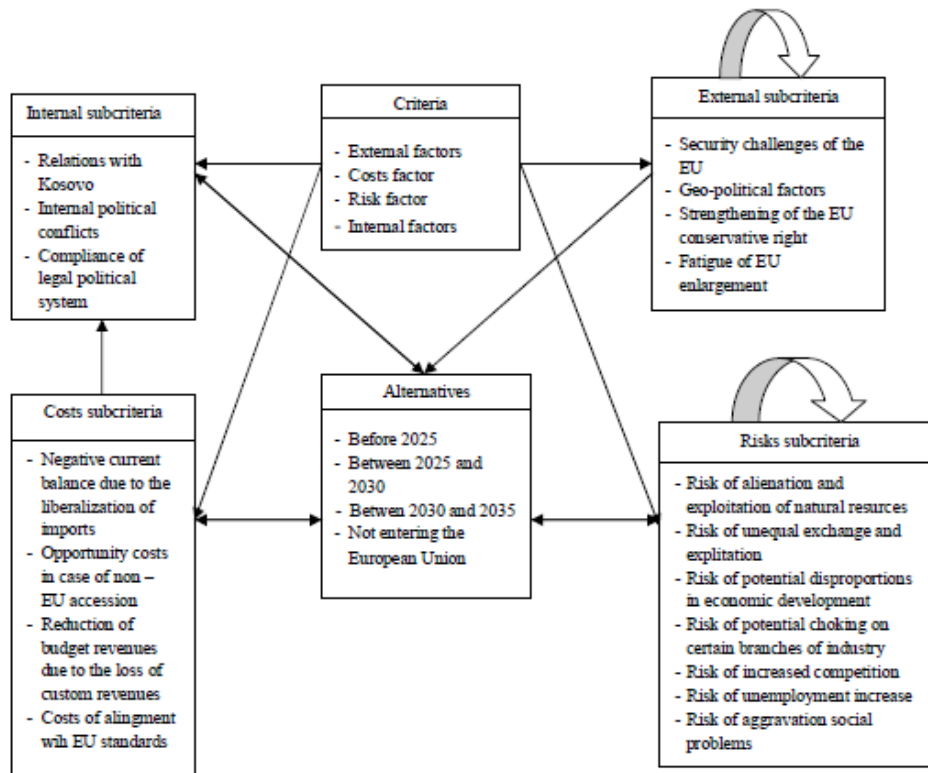 Internal subcriteria
- Relations with
Kosovo
- Internal political
conflicts
- Compliance of
legal political
system
Criteria
- External factors
- Costs factor
- Risk factor
- Internal factors
External subcriteria
- Security challenges of the
EU
- Geo-political factors
- Strengthening of the EU
conservative right
- Fatigue of EU
enlargement
Costs subcriteria
- Negative current
balance due to the
liberalization of
imports
- Opportunity costs
in case of non –
EU accession
- Reduction of
budget revenues
due to the loss of
custom revenues
- Costs of alingment
wih EU standards
Alternatives
- Before 2025
- Between 2025 and
2030
- Betwen 2030 and 2035
- Not entering the
European Union
Risks subcriteria
- Risk of alienation and
exploitation of natural resurces
- Risk of unequal exchange and
explitation
- Risk of potential disproportions
in economic development
- Risk of potential choking on
certain branches of industry
- Risk of increased competition
- Risk of unemployment increase
- Risk of aggravation social
problems